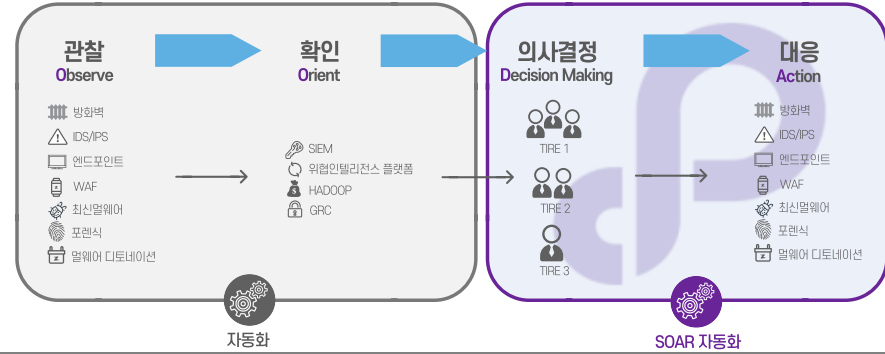 관찰
Observe
방화벽
IDS/IPS
엔드포인트
WAF
최신멀웨어
포렌식
멀웨어 디토네이션
확인
Orient
SIEM
위협인텔리전스 플랫폼
HADOOP
GRC
자동화
의사결정
Decision Making
TIRE 1
TIRE 2
TIRE 3
대응
Action
방화벽
IDS/IPS
엔드포인트
WAF
최신멀웨어
포렌식
멀웨어 디토네이션
SOAR 자동화